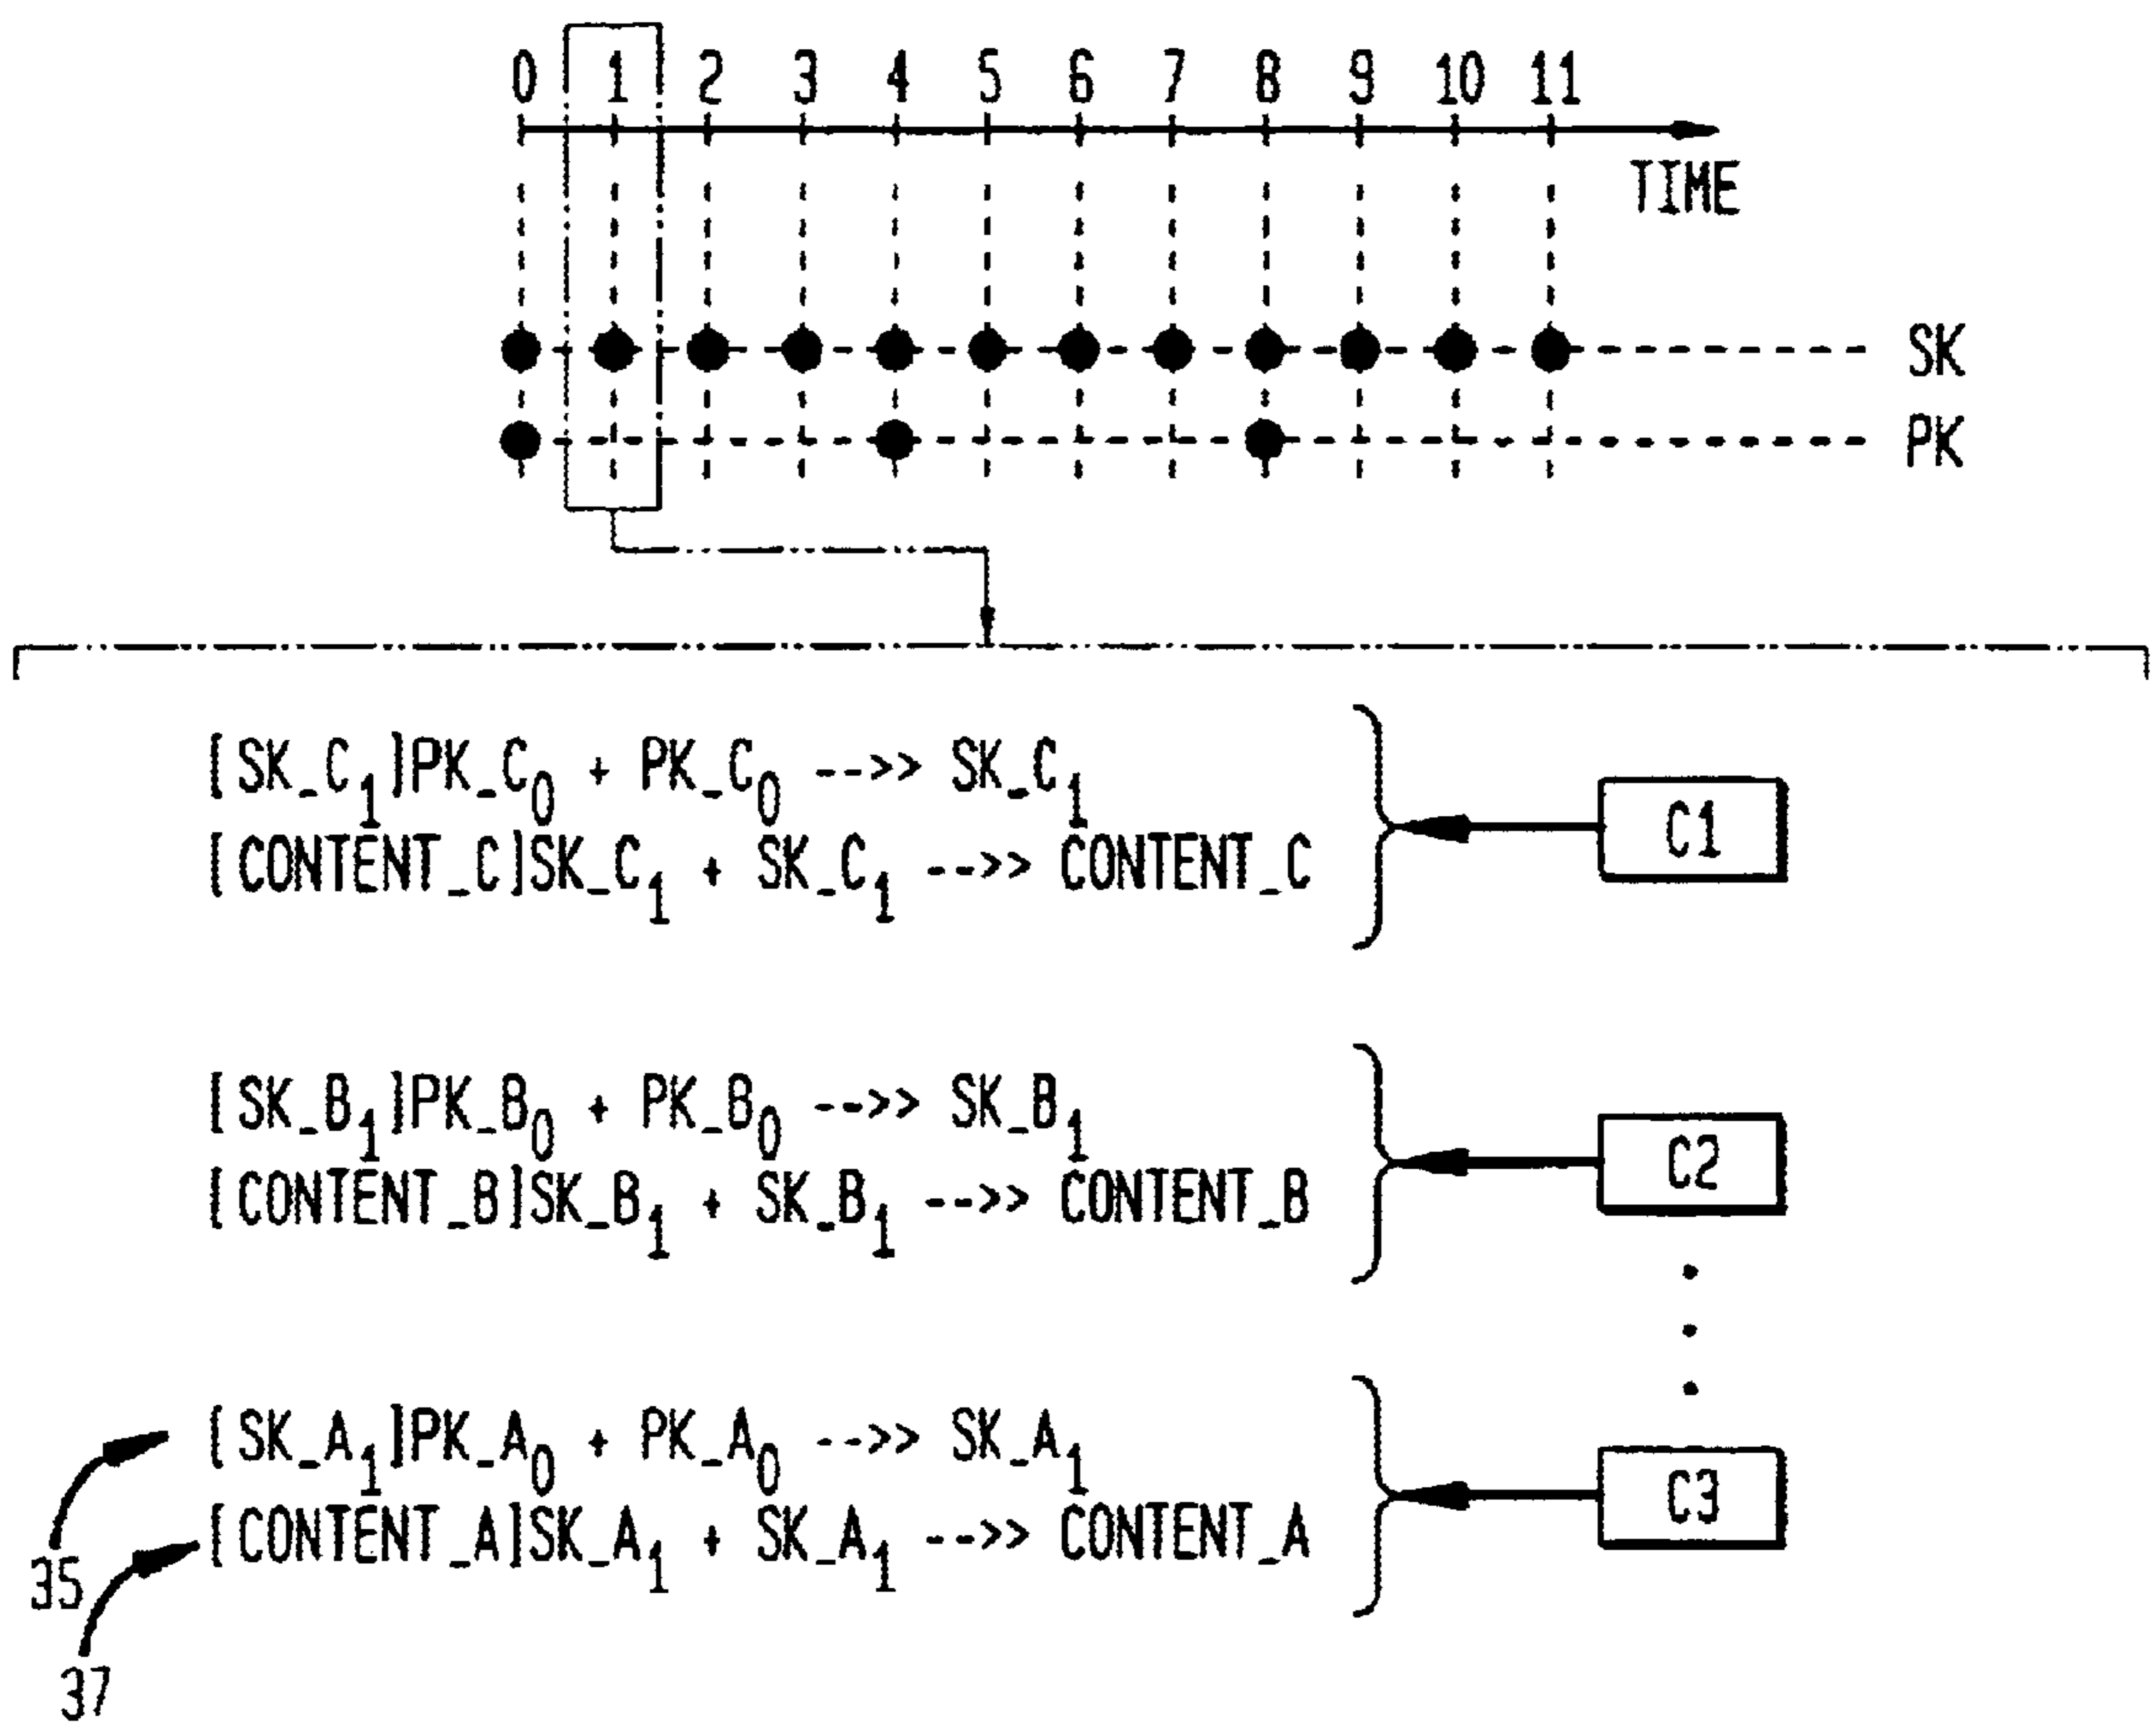 0 1 2 3 4 5 6 7 8 9 10 11
TIME
SK
PK
[SK_C1]PK_C0 + PK_C0 -->> SK_C1
[CONTENT_C]SK_C1 + SK_C1 -->> CONTENT_C
C1
[SK_B1]PK_B0 + PK_B0 -->> SK_B1
[CONTENT_B]SK_B1 + SK_B1 -->> CONTENT_B
C2
[SK_A1]PK_A0 + PK_A0 -->> SK_A1
[CONTENT_A]SK_A1 + SK_A1 -->> CONTENT_A
C3
35
37